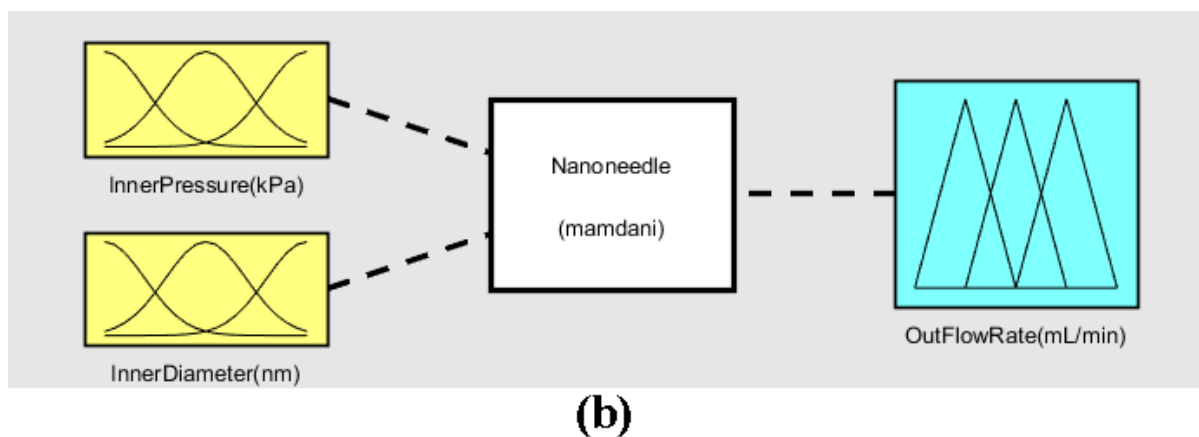 InnerPressure(kPa)
InnerDiameter(nm)
Nanoneedle
(mamdani)
OutFlowRate(mL/min)
(b)